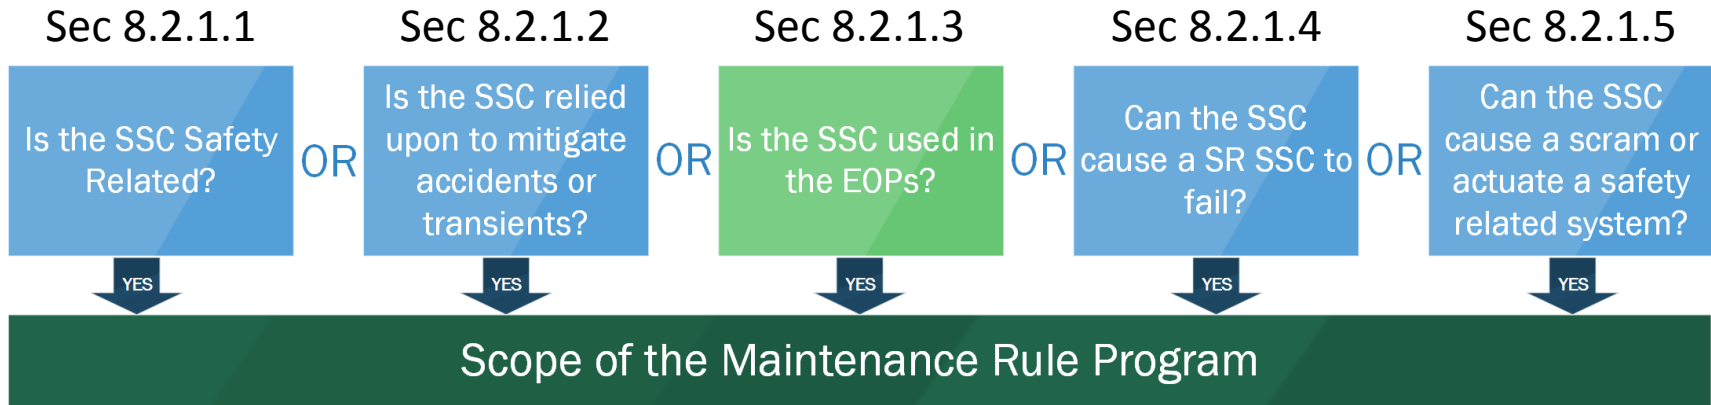 Sec 8.2.1.1
Sec 8.2.1.2
Sec 8.2.1.3
Sec 8.2.1.4
Sec 8.2.1.5
Is the SSC Safety
Related?
OR
Is the SSC relied
upon to mitigate
accidents or
transients?
OR
Is the SSC used in
the EOPs?
OR
Can the SSC
cause a SR SSC to
fail?
OR
Can the SSC
cause a scram or
actuate a safety
related system?
YES
YES
YES
YES
YES
Scope of the Maintenance Rule Program